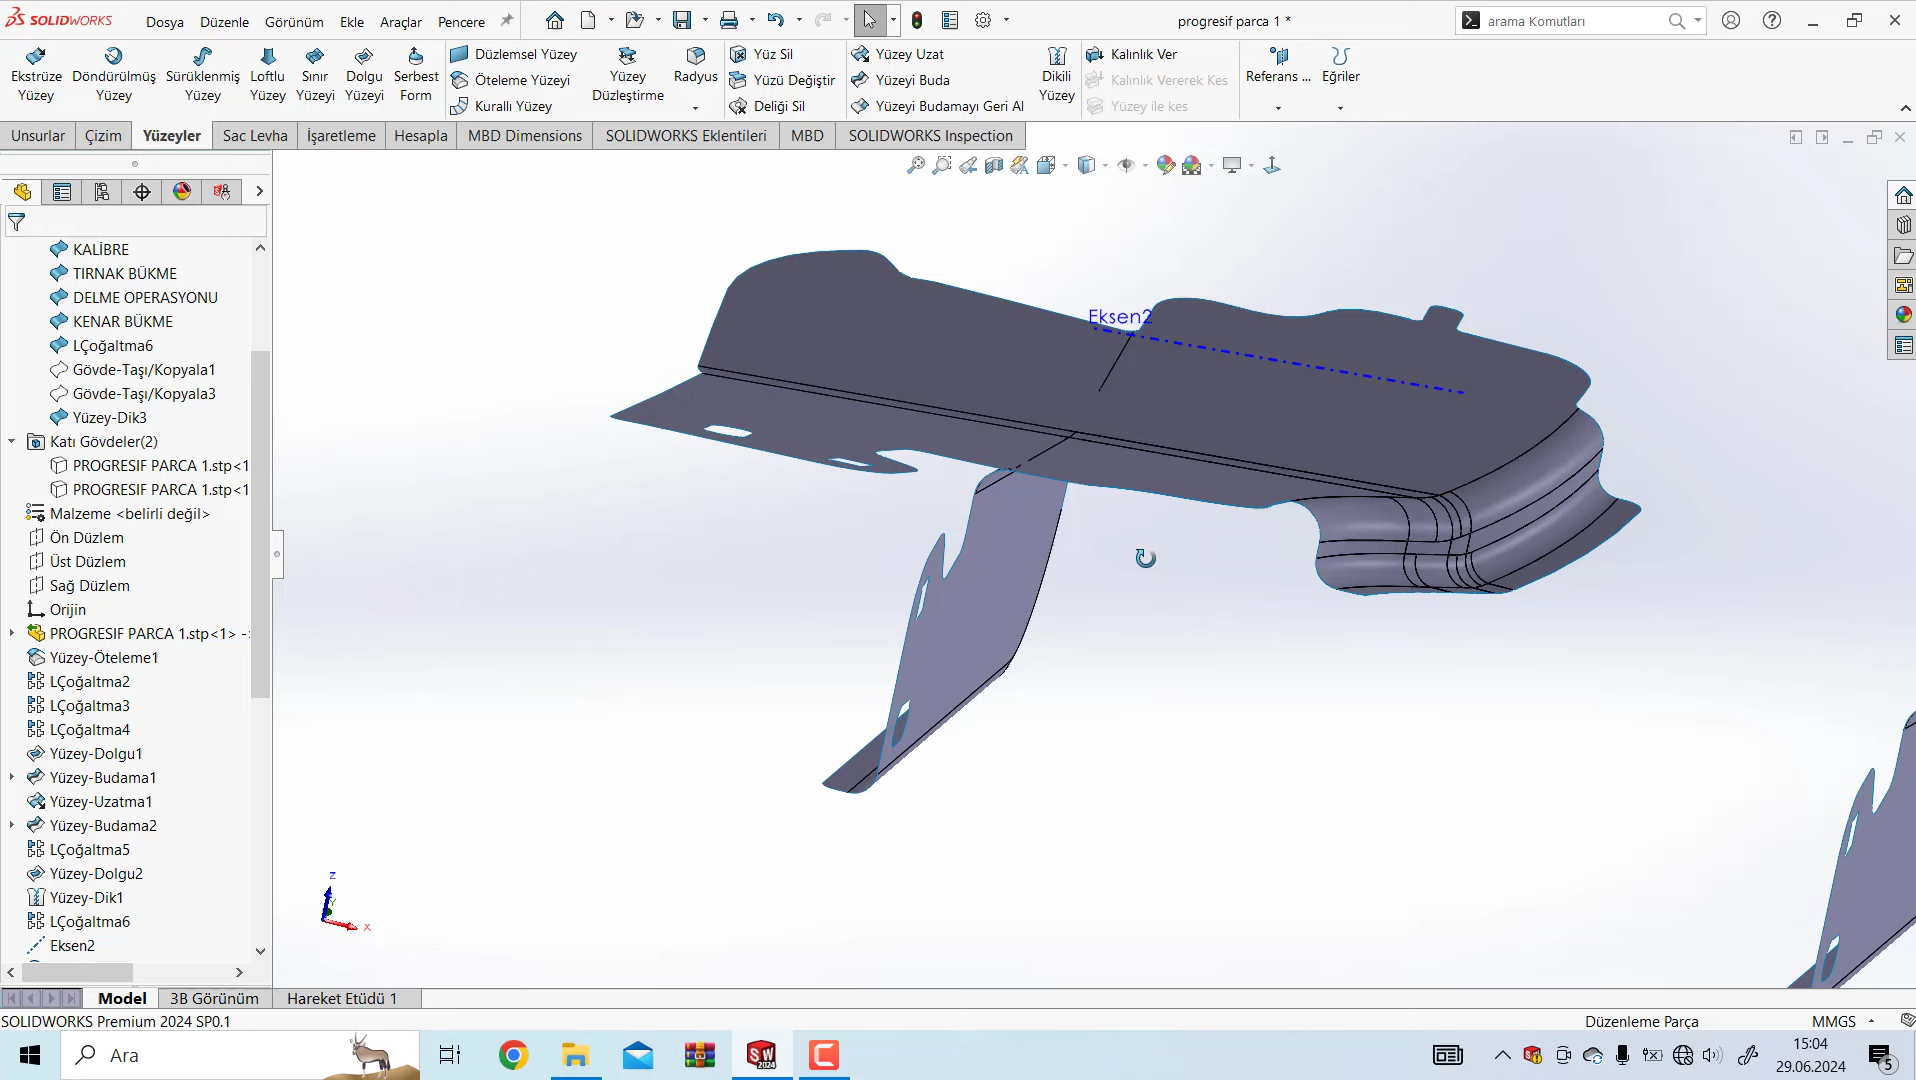 SOLIDWORKS
Dosya
Düzenle
Görünüm
Ekle
Araçlar
Pencere
progresif parca 1 *
arama Komutları
Ekstrüze Yüzey
Döndürülmüş Yüzey
Sürüklenmiş Yüzey
Loftlu Yüzey
Sınır Yüzeyi
Dolgu Yüzeyi
Serbest Form
Düzlemsel Yüzey
Öteleme Yüzeyi
Kurallı Yüzey
Yüzey Düzleştirme
Radyus
Yüz Sil
Yüzü Değiştir
Deliği Sil
Yüzey Uzat
Yüzeyi Buda
Yüzeyi Budamayı Geri Al
Dikili Yüzey
Kalınlık Ver
Kalınlık Vererek Kes
Yüzey ile kes
Referans ...
Eğriler
Unsurlar
Çizim
Yüzeyler
Sac Levha
İşaretleme
Hesapla
MBD Dimensions
SOLIDWORKS Eklentileri
MBD
SOLIDWORKS Inspection
KALİBRE
TIRNAK BÜKME
DELME OPERASYONU
KENAR BÜKME
LÇoğaltma6
Gövde-Taşı/Kopyala1
Gövde-Taşı/Kopyala3
Yüzey-Dik3
Katı Gövdeler(2)
PROGRESIF PARCA 1.stp<1
PROGRESIF PARCA 1.stp<1
Malzeme <belirli değil>
Ön Düzlem
Üst Düzlem
Sağ Düzlem
Orijin
PROGRESIF PARCA 1.stp<1> -
Yüzey-Öteleme1
LÇoğaltma2
LÇoğaltma3
LÇoğaltma4
Yüzey-Dolgu1
Yüzey-Budama1
Yüzey-Uzatma1
Yüzey-Budama2
LÇoğaltma5
Yüzey-Dolgu2
Yüzey-Dik1
LÇoğaltma6
Eksen2
Eksen2
z
x
Model
3B Görünüm
Hareket Etüdü 1
SOLIDWORKS Premium 2024 SP0.1
Düzenleme Parça
MMGS
Ara
15:04
29.06.2024
5